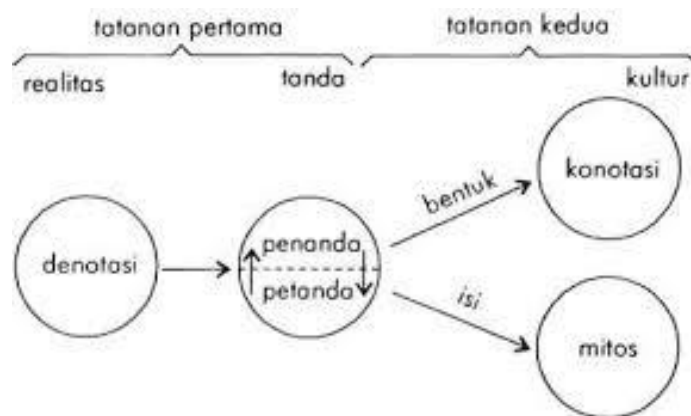 tatanan pertama
tatanan kedua
realitas
tanda
kultur
denotasi
penanda
petanda
bentuk
isi
konotasi
mitos